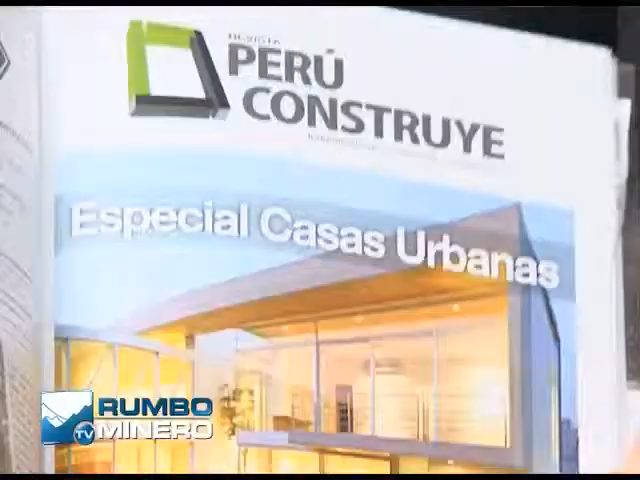 REVISTA
PERÚ
CONSTRUYE
Especial Casas Urbanas
RUMBO
TV MINERO